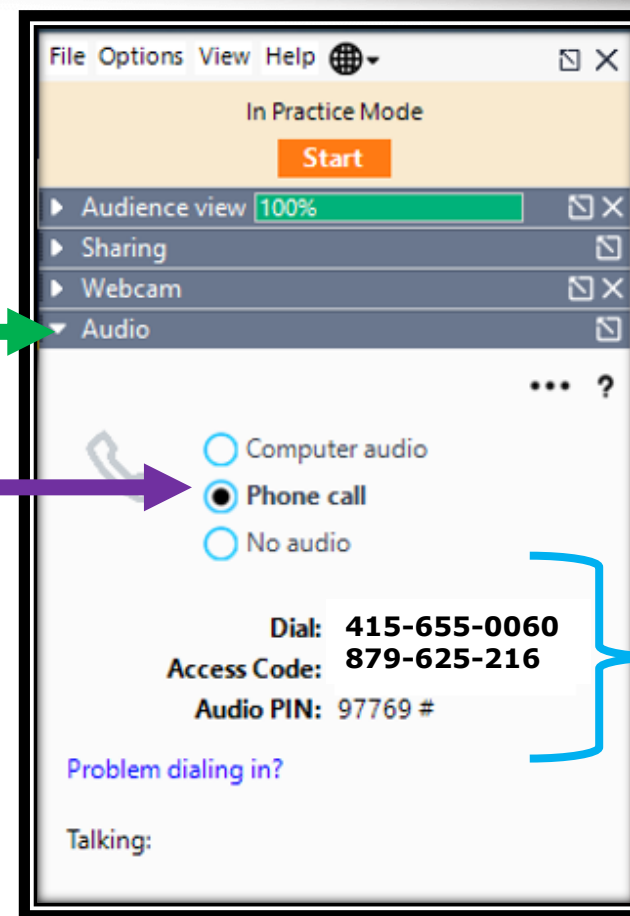 File Options View Help
In Practice Mode
Start
Audience view 100%
Sharing
Webcam
Audio
... ?
Computer audio
Phone call
No audio
Dial: 415-655-0060
Access Code: 879-625-216
Audio PIN: 97769 #
Problem dialing in?
Talking: